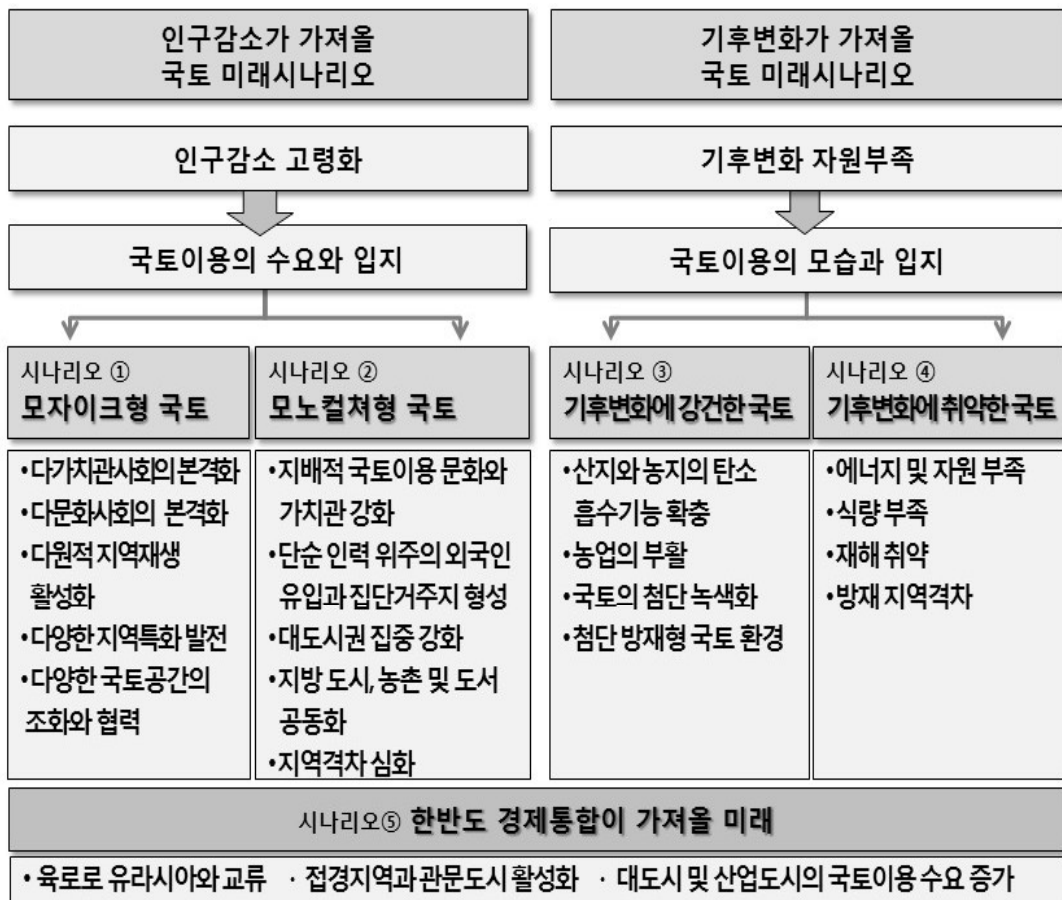 인구감소가 가져올
국토 미래시나리오
인구감소 고령화
국토이용의 수요와 입지
시나리오 ①
모자이크형 국토
•다가치관사회의 본격화
•다문화사회의 본격화
•다원적 지역재생
활성화
•다양한 지역특화 발전
•다양한 국토공간의
조화와 협력
시나리오 ②
모노컬쳐형 국토
•지배적 국토이용 문화와
가치관 강화
•단순 인력 위주의 외국인
유입과 집단거주지 형성
•대도시권 집중 강화
•지방 도시, 농촌 및 도서
공동화
•지역격차 심화
기후변화가 가져올
국토 미래시나리오
기후변화 자원부족
국토이용의 모습과 입지
시나리오 ③
기후변화에 강건한 국토
•산지와 농지의 탄소
흡수기능 확충
•농업의 부활
•국토의 첨단 녹색화
•첨단 방재형 국토 환경
시나리오 ④
기후변화에 취약한 국토
•에너지 및 자원 부족
•식량 부족
•재해 취약
•방재 지역격차
시나리오⑤ 한반도 경제통합이 가져올 미래
• 육로로 유라시아와 교류 · 접경지역과 관문도시 활성화 · 대도시 및 산업도시의 국토이용 수요 증가